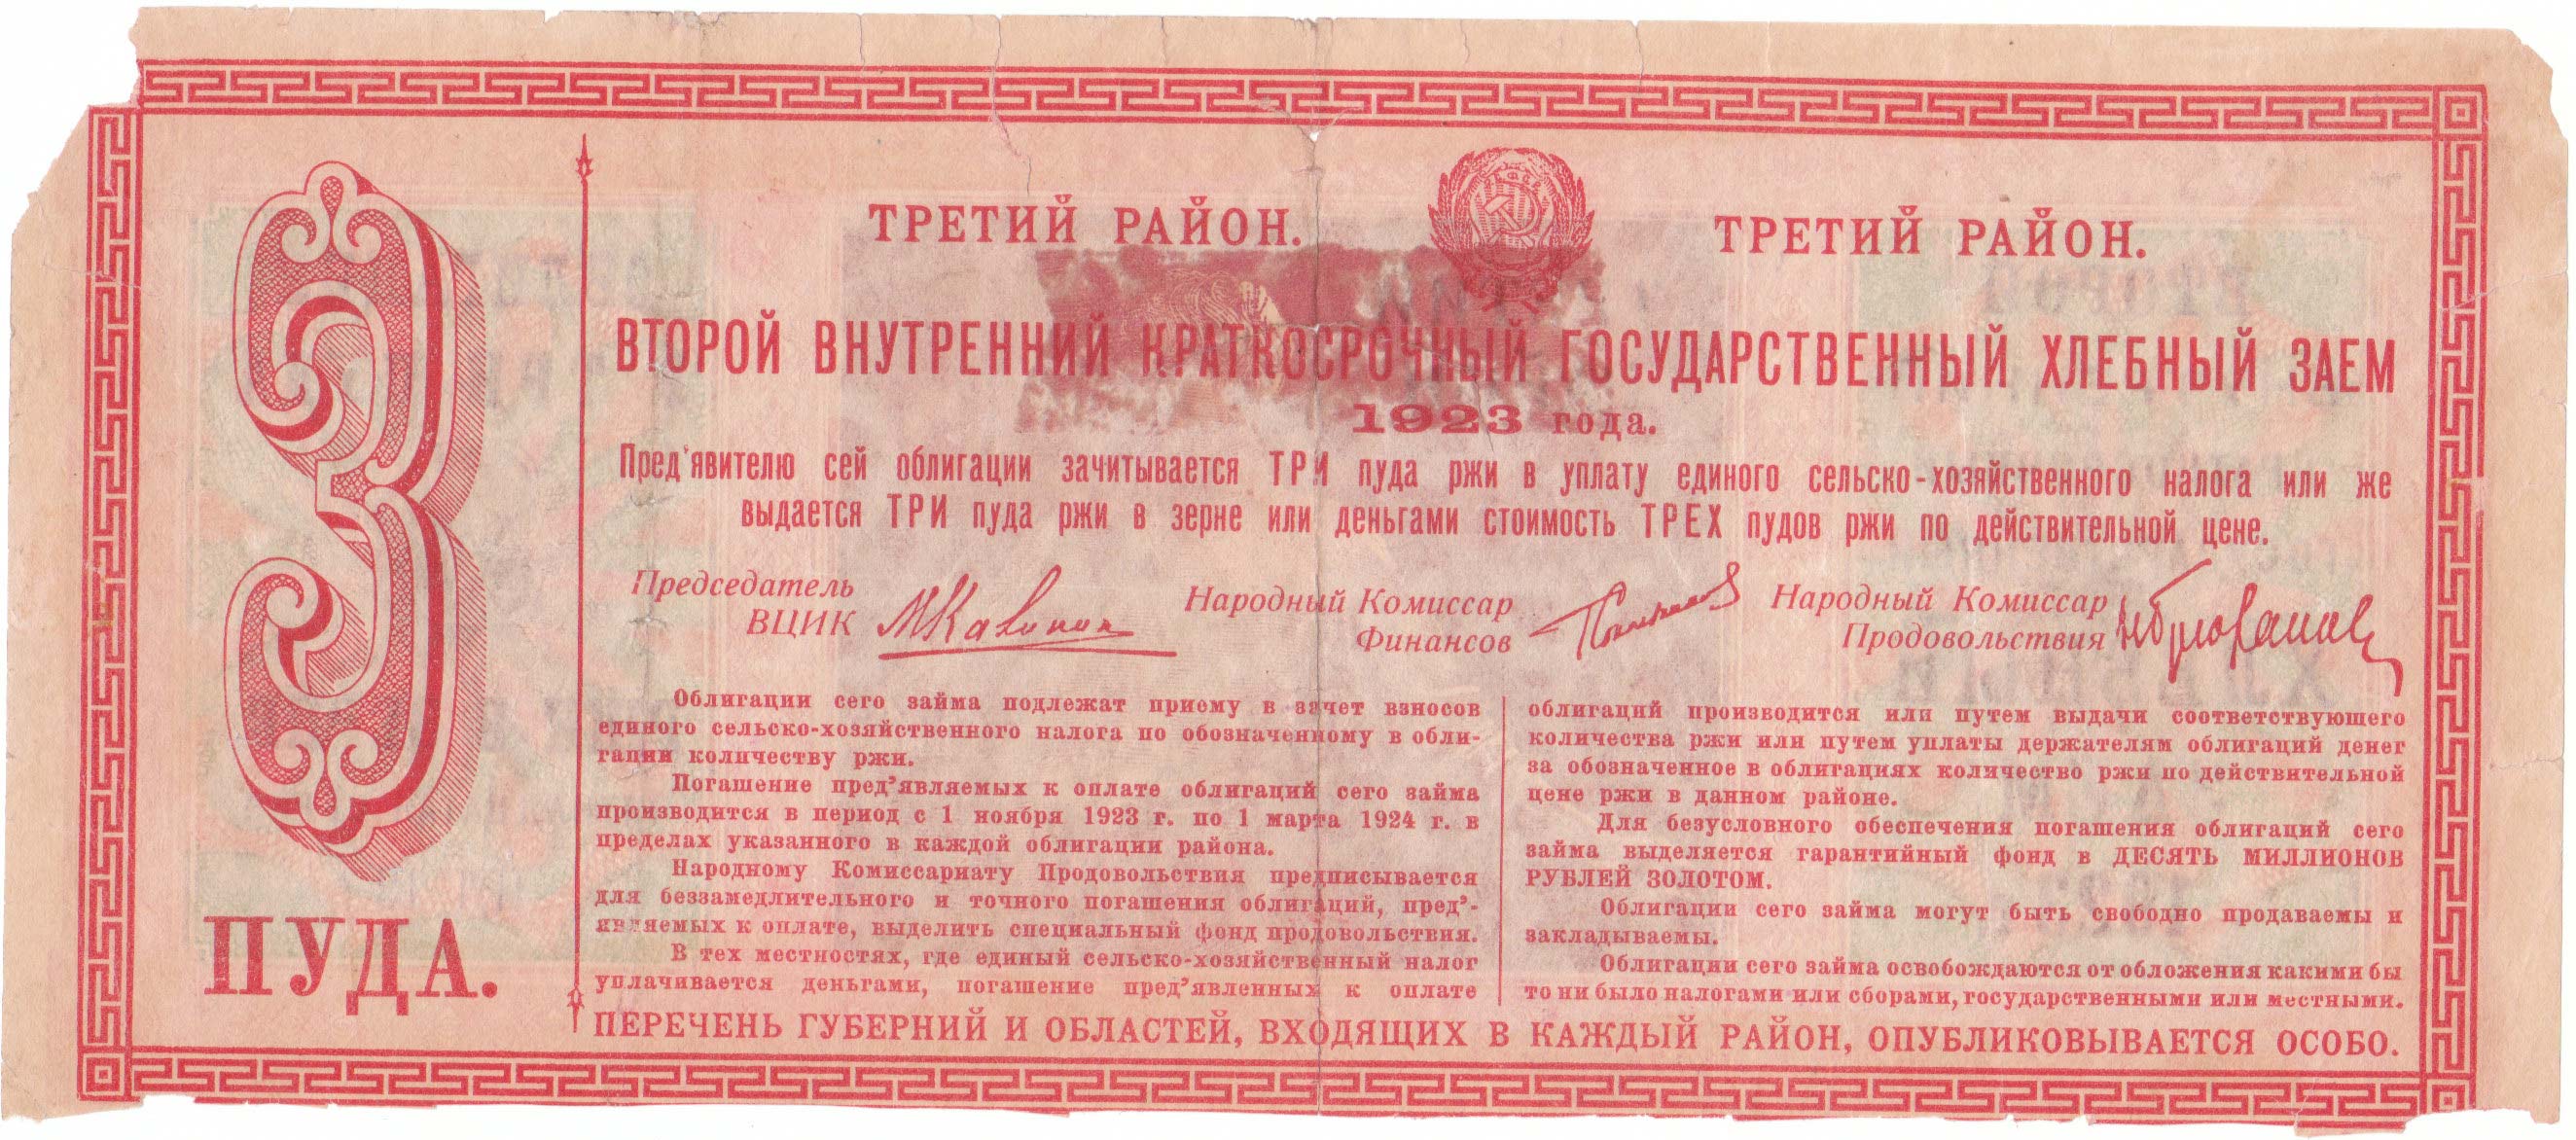 3
ПУДА.
ТРЕТИЙ РАЙОН.
ТРЕТИЙ РАЙОН.
ВТОРОЙ ВНУТРЕННИЙ КРАТКОСРОЧНЫЙ ГОСУДАРСТВЕННЫЙ ХЛЕБНЫЙ ЗАЕМ
1923 года.
Пред'явителю сей облигации зачитывается ТРИ пуда ржи в уплату единого сельско-хозяйственного налога или же
выдается ТРИ пуда ржи в зерне или деньгами стоимость ТРЕХ пудов ржи по действительной цене.
Председатель
ВЦИК
Народный Комиссар
Финансов
Народный Комиссар
Продовольствия
Облигации сего займа подлежат приему в зачет взносов
единого сельско-хозяйственного налога по обозначенному в обли-
гации количеству ржи.
Погашение пред'являемых к оплате облигаций сего займа
производится в период с 1 ноября 1923 г. по 1 марта 1924 г. в
пределах указанного в каждой облигации района.
Народному Комиссариату Продовольствия предписывается
для беззамедлительного и точного погашения облигаций, пред'-
являемых к оплате, выделить специальный фонд продовольствия.
В тех местностях, где единый сельско-хозяйственный налог
уплачивается деньгами, погашение пред'явленных к оплате
облигаций производится или путем выдачи соответствующего
количества ржи или путем уплаты держателям облигаций денег
за обозначенное в облигациях количество ржи по действительной
цене ржи в данном районе.
Для безусловного обеспечения погашения облигаций сего
займа выделяется гарантийный фонд в ДЕСЯТЬ МИЛЛИОНОВ
РУБЛЕЙ ЗОЛОТОМ.
Облигации сего займа могут быть свободно продаваемы и
закладываемы.
Облигации сего займа освобождаются от обложения какими бы
то ни было налогами или сборами, государственными или местными.
ПЕРЕЧЕНЬ ГУБЕРНИЙ И ОБЛАСТЕЙ, ВХОДЯЩИХ В КАЖДЫЙ РАЙОН, ОПУБЛИКОВЫВАЕТСЯ ОСОБО.